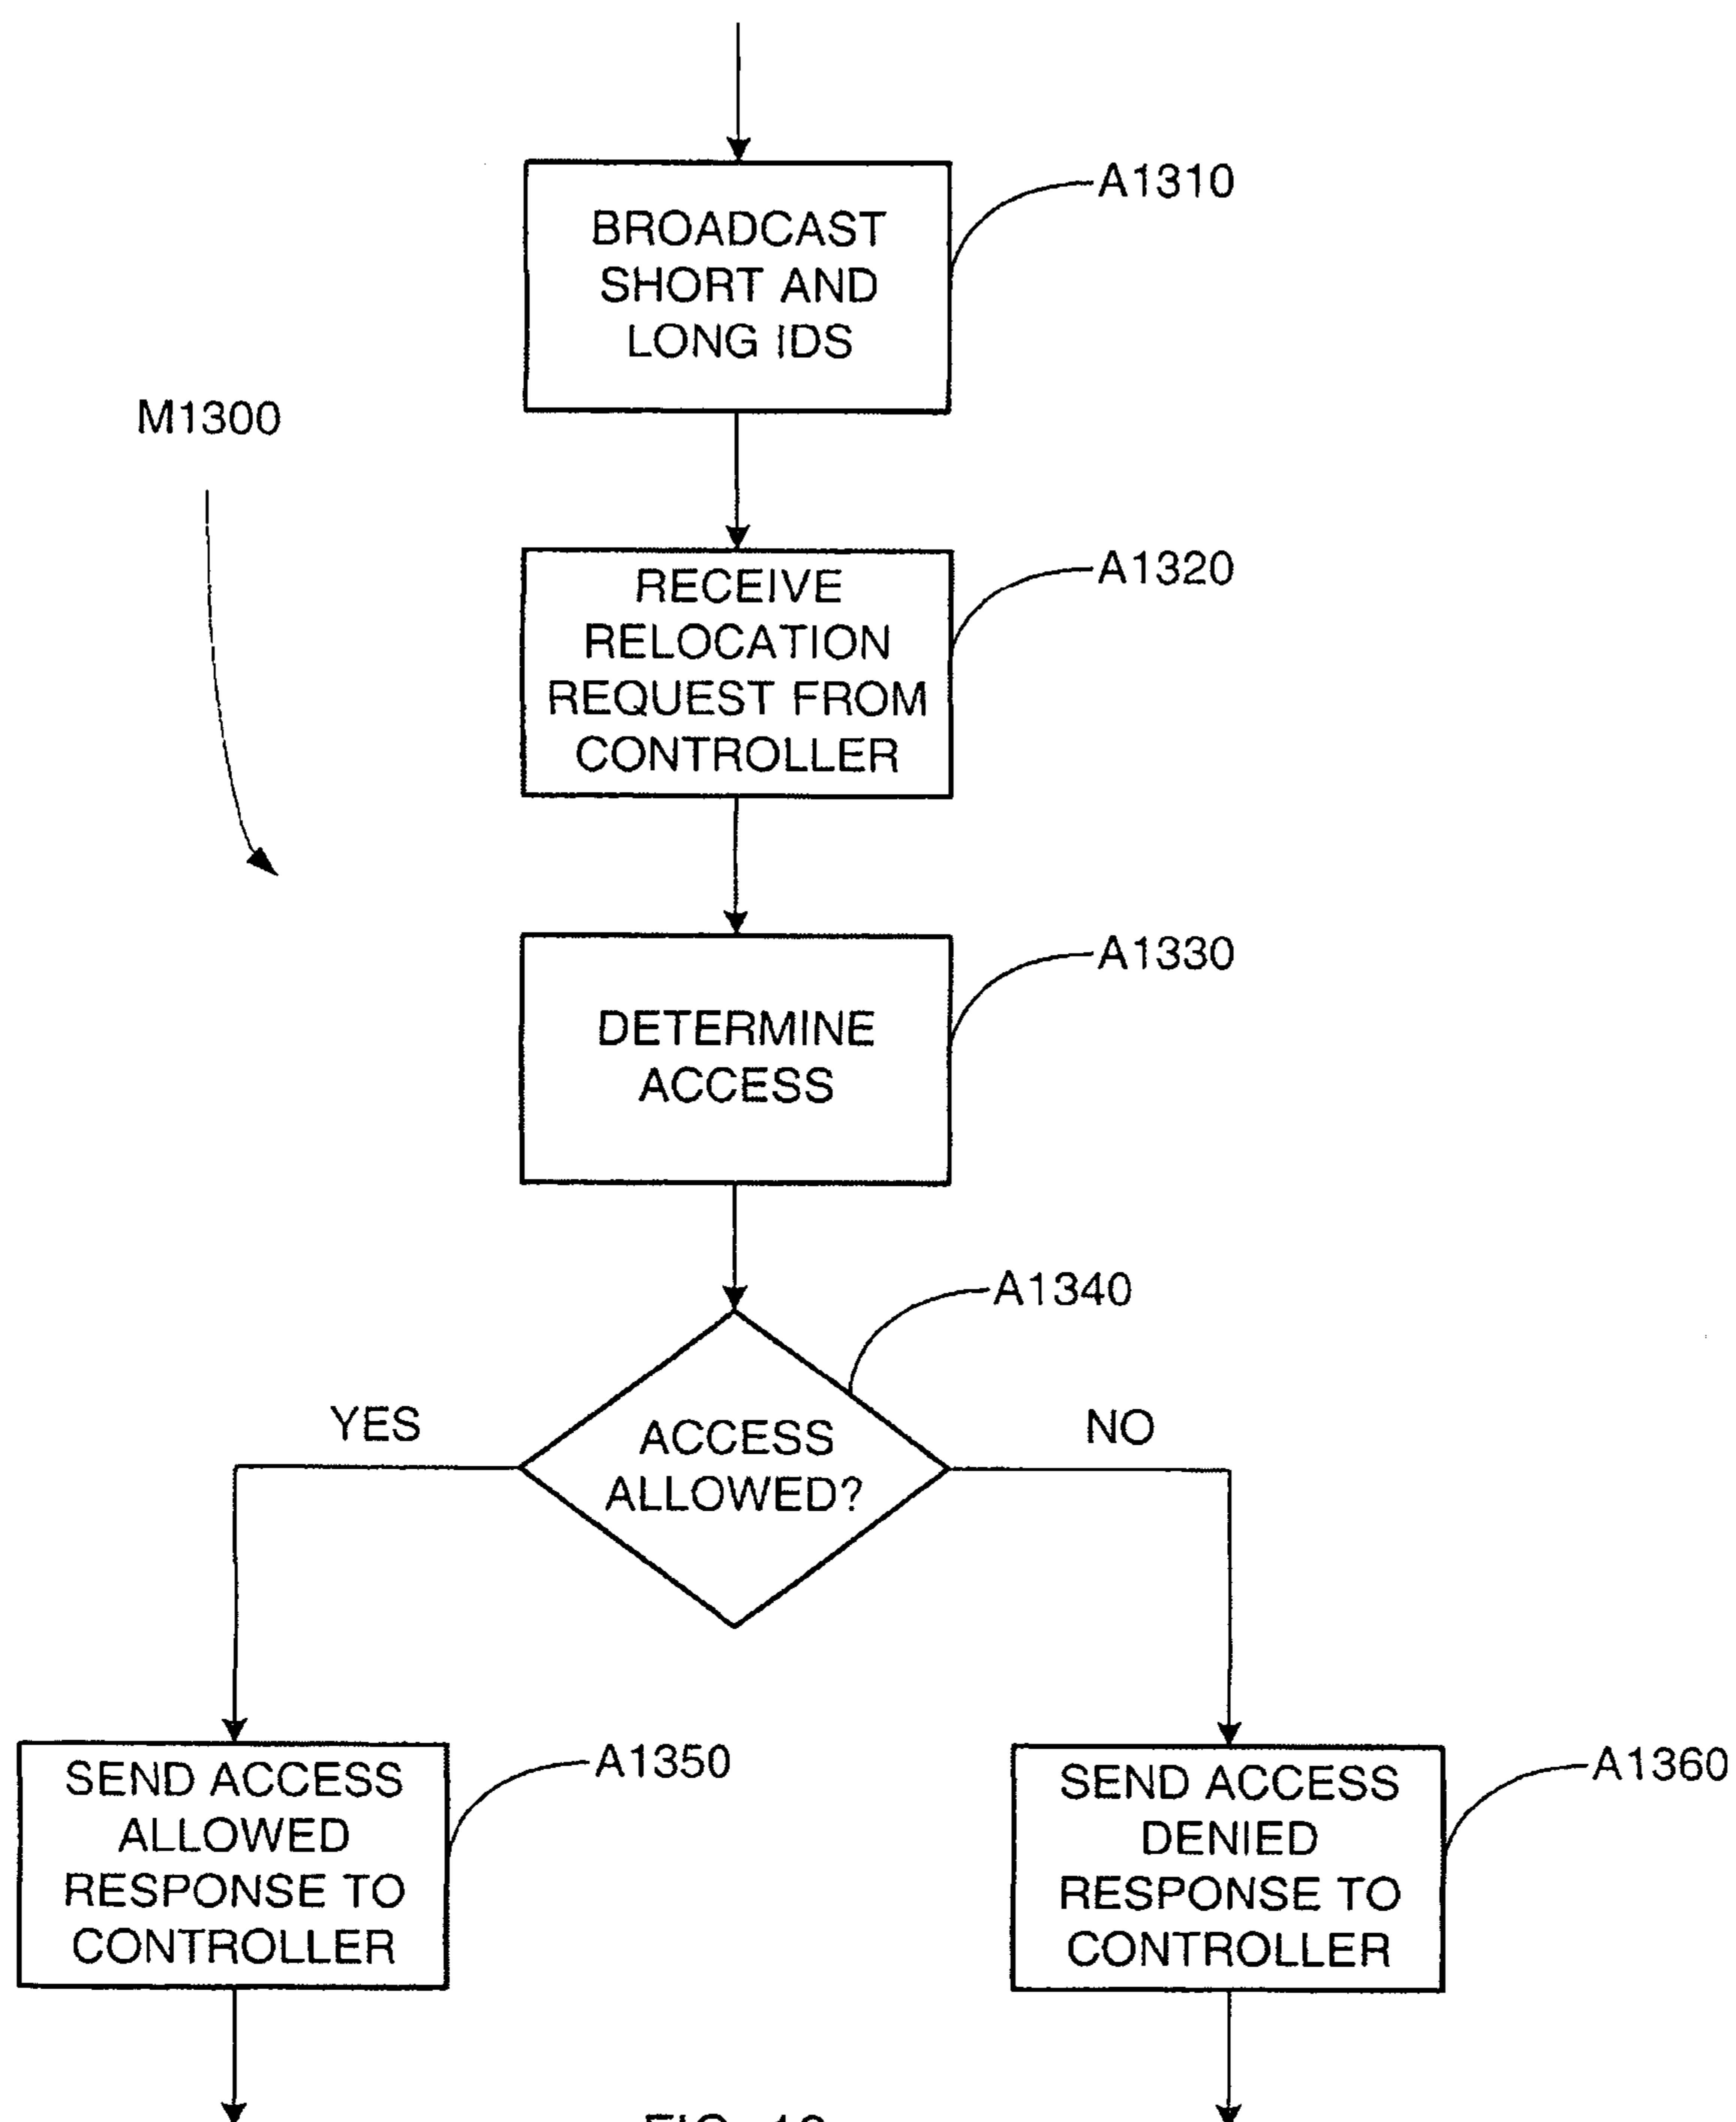 A1310
BROADCAST
SHORT AND
LONG IDS
M1300
A1320
RECEIVE
RELOCATION
REQUEST FROM
CONTROLLER
A1330
DETERMINE
ACCESS
A1340
YES
NO
ACCESS
ALLOWED?
A1350
SEND ACCESS
ALLOWED
RESPONSE TO
CONTROLLER
A1360
SEND ACCESS
DENIED
RESPONSE TO
CONTROLLER